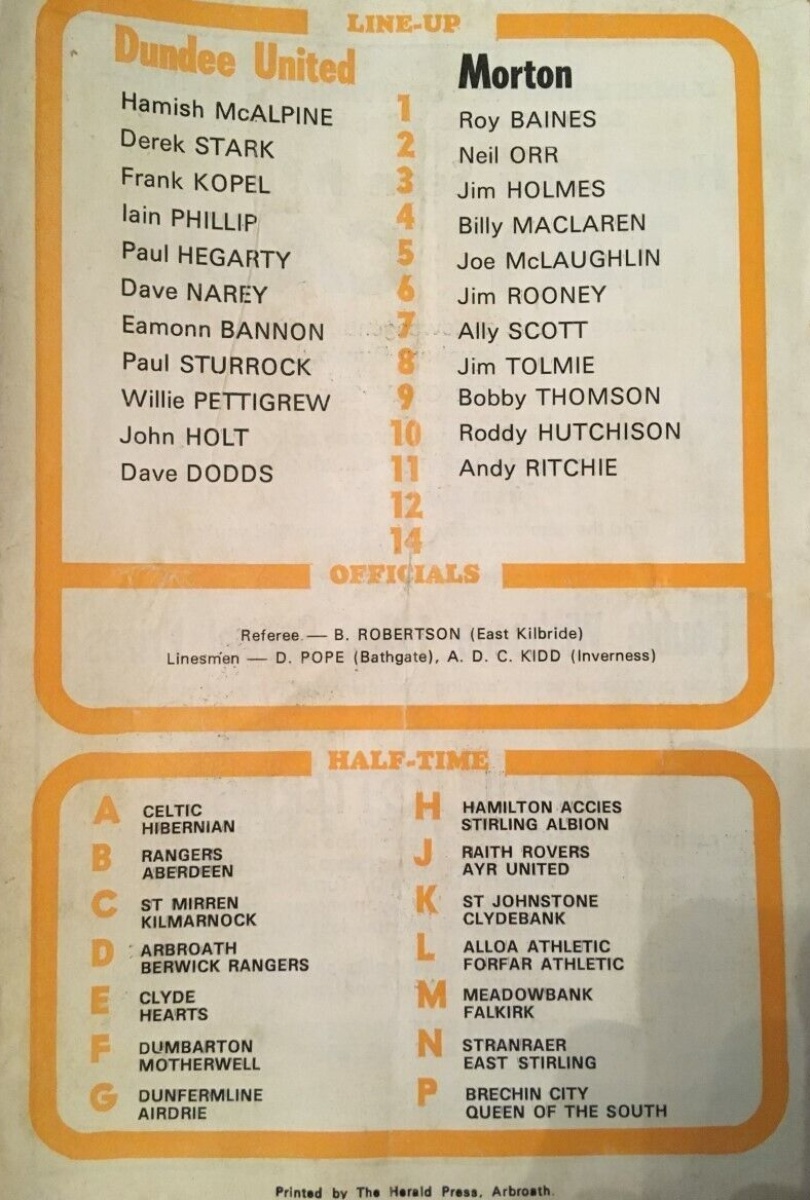 LINE-UP
Dundee United Morton
Hamish McALPINE 1 Roy BAINES
Derek STARK 2 Neil ORR
Frank KOPEL 3 Jim HOLMES
Iain PHILLIP 4 Billy MACLAREN
Paul HEGARTY 5 Joe McLAUGHLIN
Dave NAREY 6 Jim ROONEY
Eamonn BANNON 7 Ally SCOTT
Paul STURROCK 8 Jim TOLMIE
Willie PETTIGREW 9 Bobby THOMSON
John HOLT 10 Roddy HUTCHISON
Dave DODDS 11 Andy RITCHIE
12
14
OFFICIALS
Referee — B. ROBERTSON (East Kilbride)
Linesmen — D. POPE (Bathgate), A. D. C. KIDD (Inverness)
HALF-TIME
A CELTIC
HIBERNIAN
B RANGERS
ABERDEEN
C ST MIRREN
KILMARNOCK
D ARBROATH
BERWICK RANGERS
E CLYDE
HEARTS
F DUMBARTON
MOTHERWELL
G DUNFERMLINE
AIRDRIE
H HAMILTON ACCIES
STIRLING ALBION
J RAITH ROVERS
AYR UNITED
K ST JOHNSTONE
CLYDEBANK
L ALLOA ATHLETIC
FORFAR ATHLETIC
M MEADOWBANK
FALKIRK
N STRANRAER
EAST STIRLING
P BRECHIN CITY
QUEEN OF THE SOUTH
Printed by The Herald Press, Arbroath.